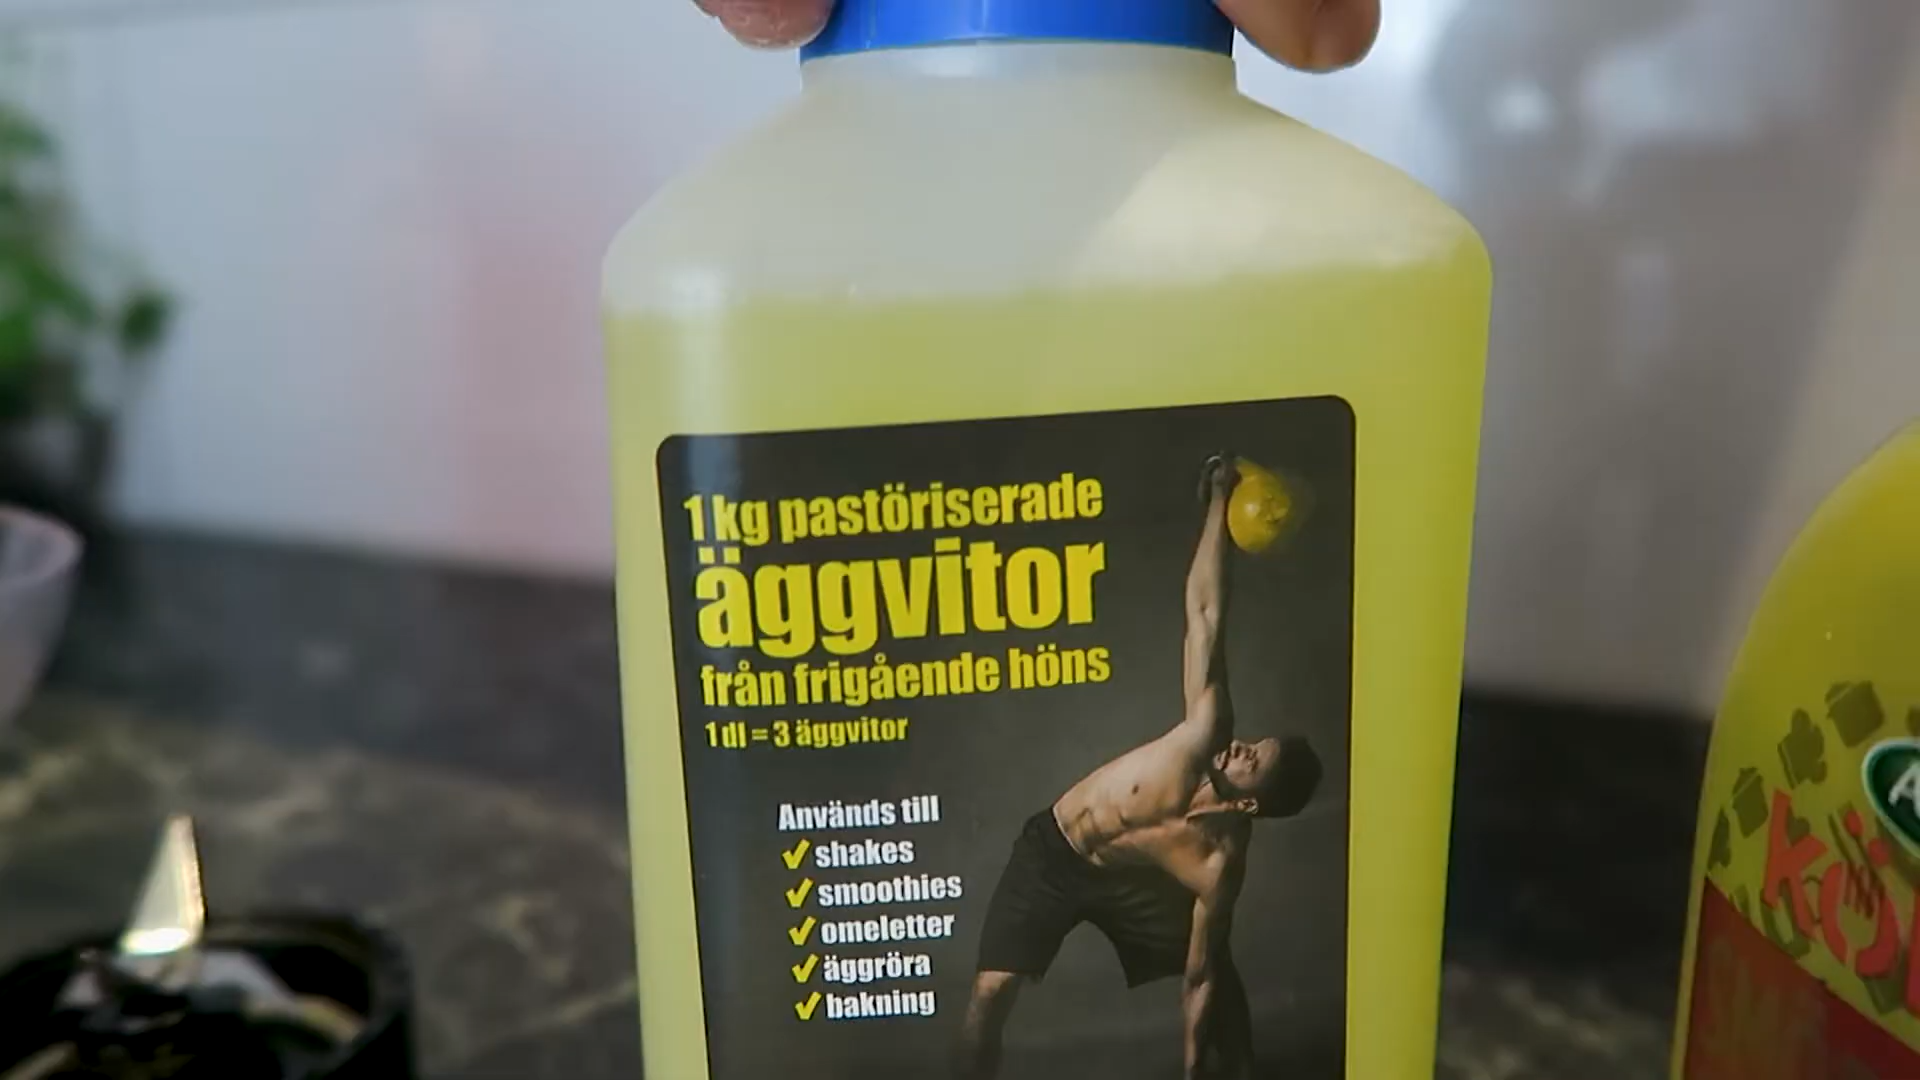 1 kg pastöriserade
äggvitor
från frigående höns
1 dl = 3 äggvitor
Används till
shakes
smoothies
omeletter
äggröra
bakning